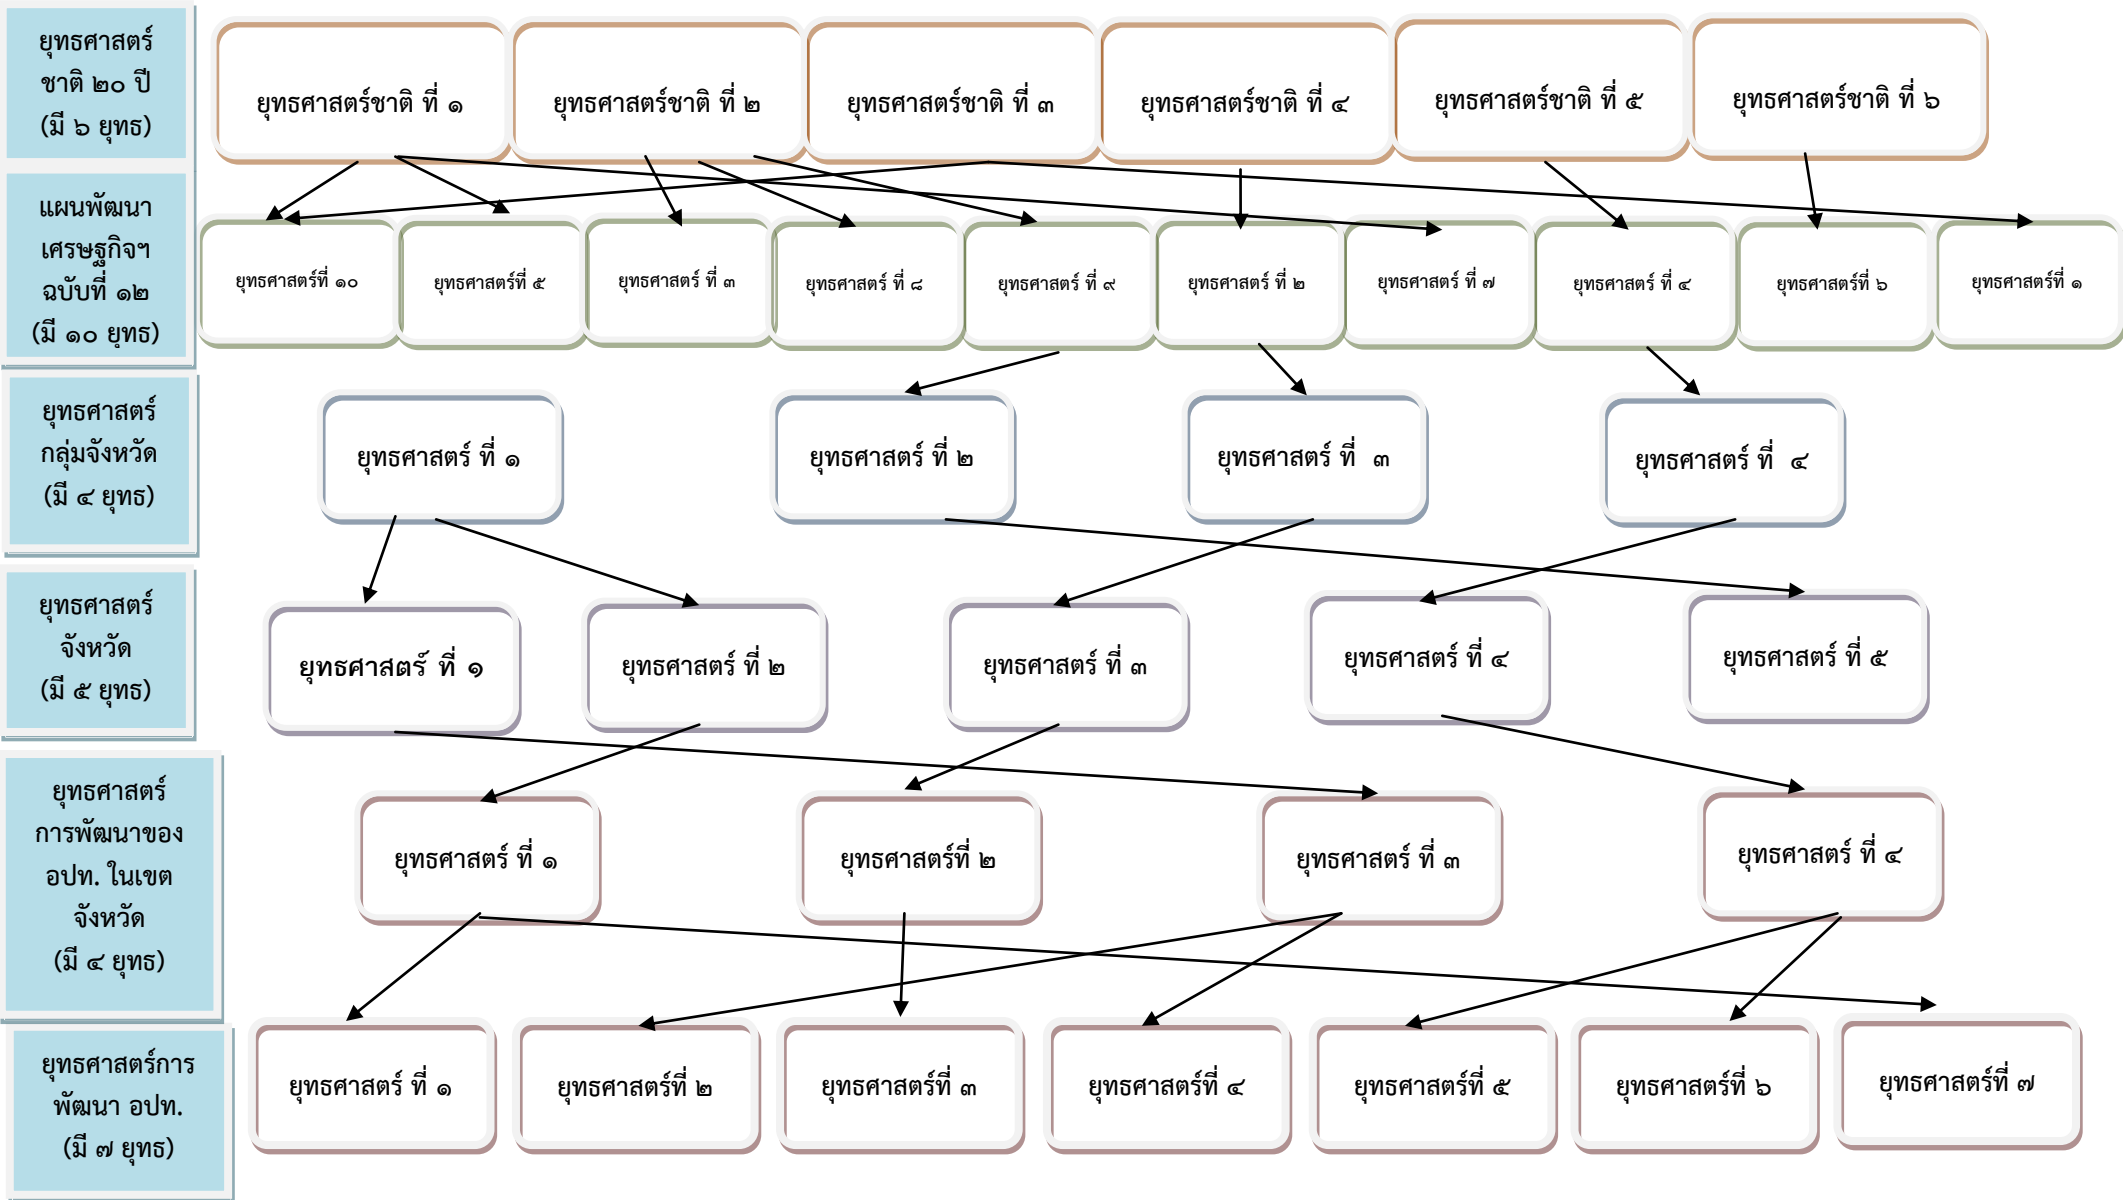 ยุทธศาสตร์
ชาติ ๒๐ ปี
(มี ๖ ยุทธ)
ยุทธศาสตร์ชาติ ที่ ๑
ยุทธศาสตร์ชาติ ที่ ๒
ยุทธศาสตร์ชาติ ที่ ๓
ยุทธศาสตร์ชาติ ที่ ๔
ยุทธศาสตร์ชาติ ที่ ๕
ยุทธศาสตร์ชาติ ที่ ๖
แผนพัฒนา
เศรษฐกิจฯ
ฉบับที่ ๑๒
(มี ๑๐ ยุทธ)
ยุทธศาสตร์ที่ ๑๐
ยุทธศาสตร์ที่ ๕
ยุทธศาสตร์ ที่ ๓
ยุทธศาสตร์ ที่ ๘
ยุทธศาสตร์ ที่ ๙
ยุทธศาสตร์ ที่ ๒
ยุทธศาสตร์ ที่ ๗
ยุทธศาสตร์ ที่ ๔
ยุทธศาสตร์ที่ ๖
ยุทธศาสตร์ที่ ๑
ยุทธศาสตร์
กลุ่มจังหวัด
(มี ๔ ยุทธ)
ยุทธศาสตร์ ที่ ๑
ยุทธศาสตร์ ที่ ๒
ยุทธศาสตร์ ที่ ๓
ยุทธศาสตร์ ที่ ๔
ยุทธศาสตร์
จังหวัด
(มี ๕ ยุทธ)
ยุทธศาสตร์ ที่ ๑
ยุทธศาสตร์ ที่ ๒
ยุทธศาสตร์ ที่ ๓
ยุทธศาสตร์ ที่ ๔
ยุทธศาสตร์ ที่ ๕
ยุทธศาสตร์
การพัฒนาของ
อปท. ในเขต
จังหวัด
(มี ๔ ยุทธ)
ยุทธศาสตร์ ที่ ๑
ยุทธศาสตร์ที่ ๒
ยุทธศาสตร์ ที่ ๓
ยุทธศาสตร์ ที่ ๔
ยุทธศาสตร์การ
พัฒนา อปท.
(มี ๗ ยุทธ)
ยุทธศาสตร์ ที่ ๑
ยุทธศาสตร์ที่ ๒
ยุทธศาสตร์ที่ ๓
ยุทธศาสตร์ที่ ๔
ยุทธศาสตร์ที่ ๕
ยุทธศาสตร์ที่ ๖
ยุทธศาสตร์ที่ ๗